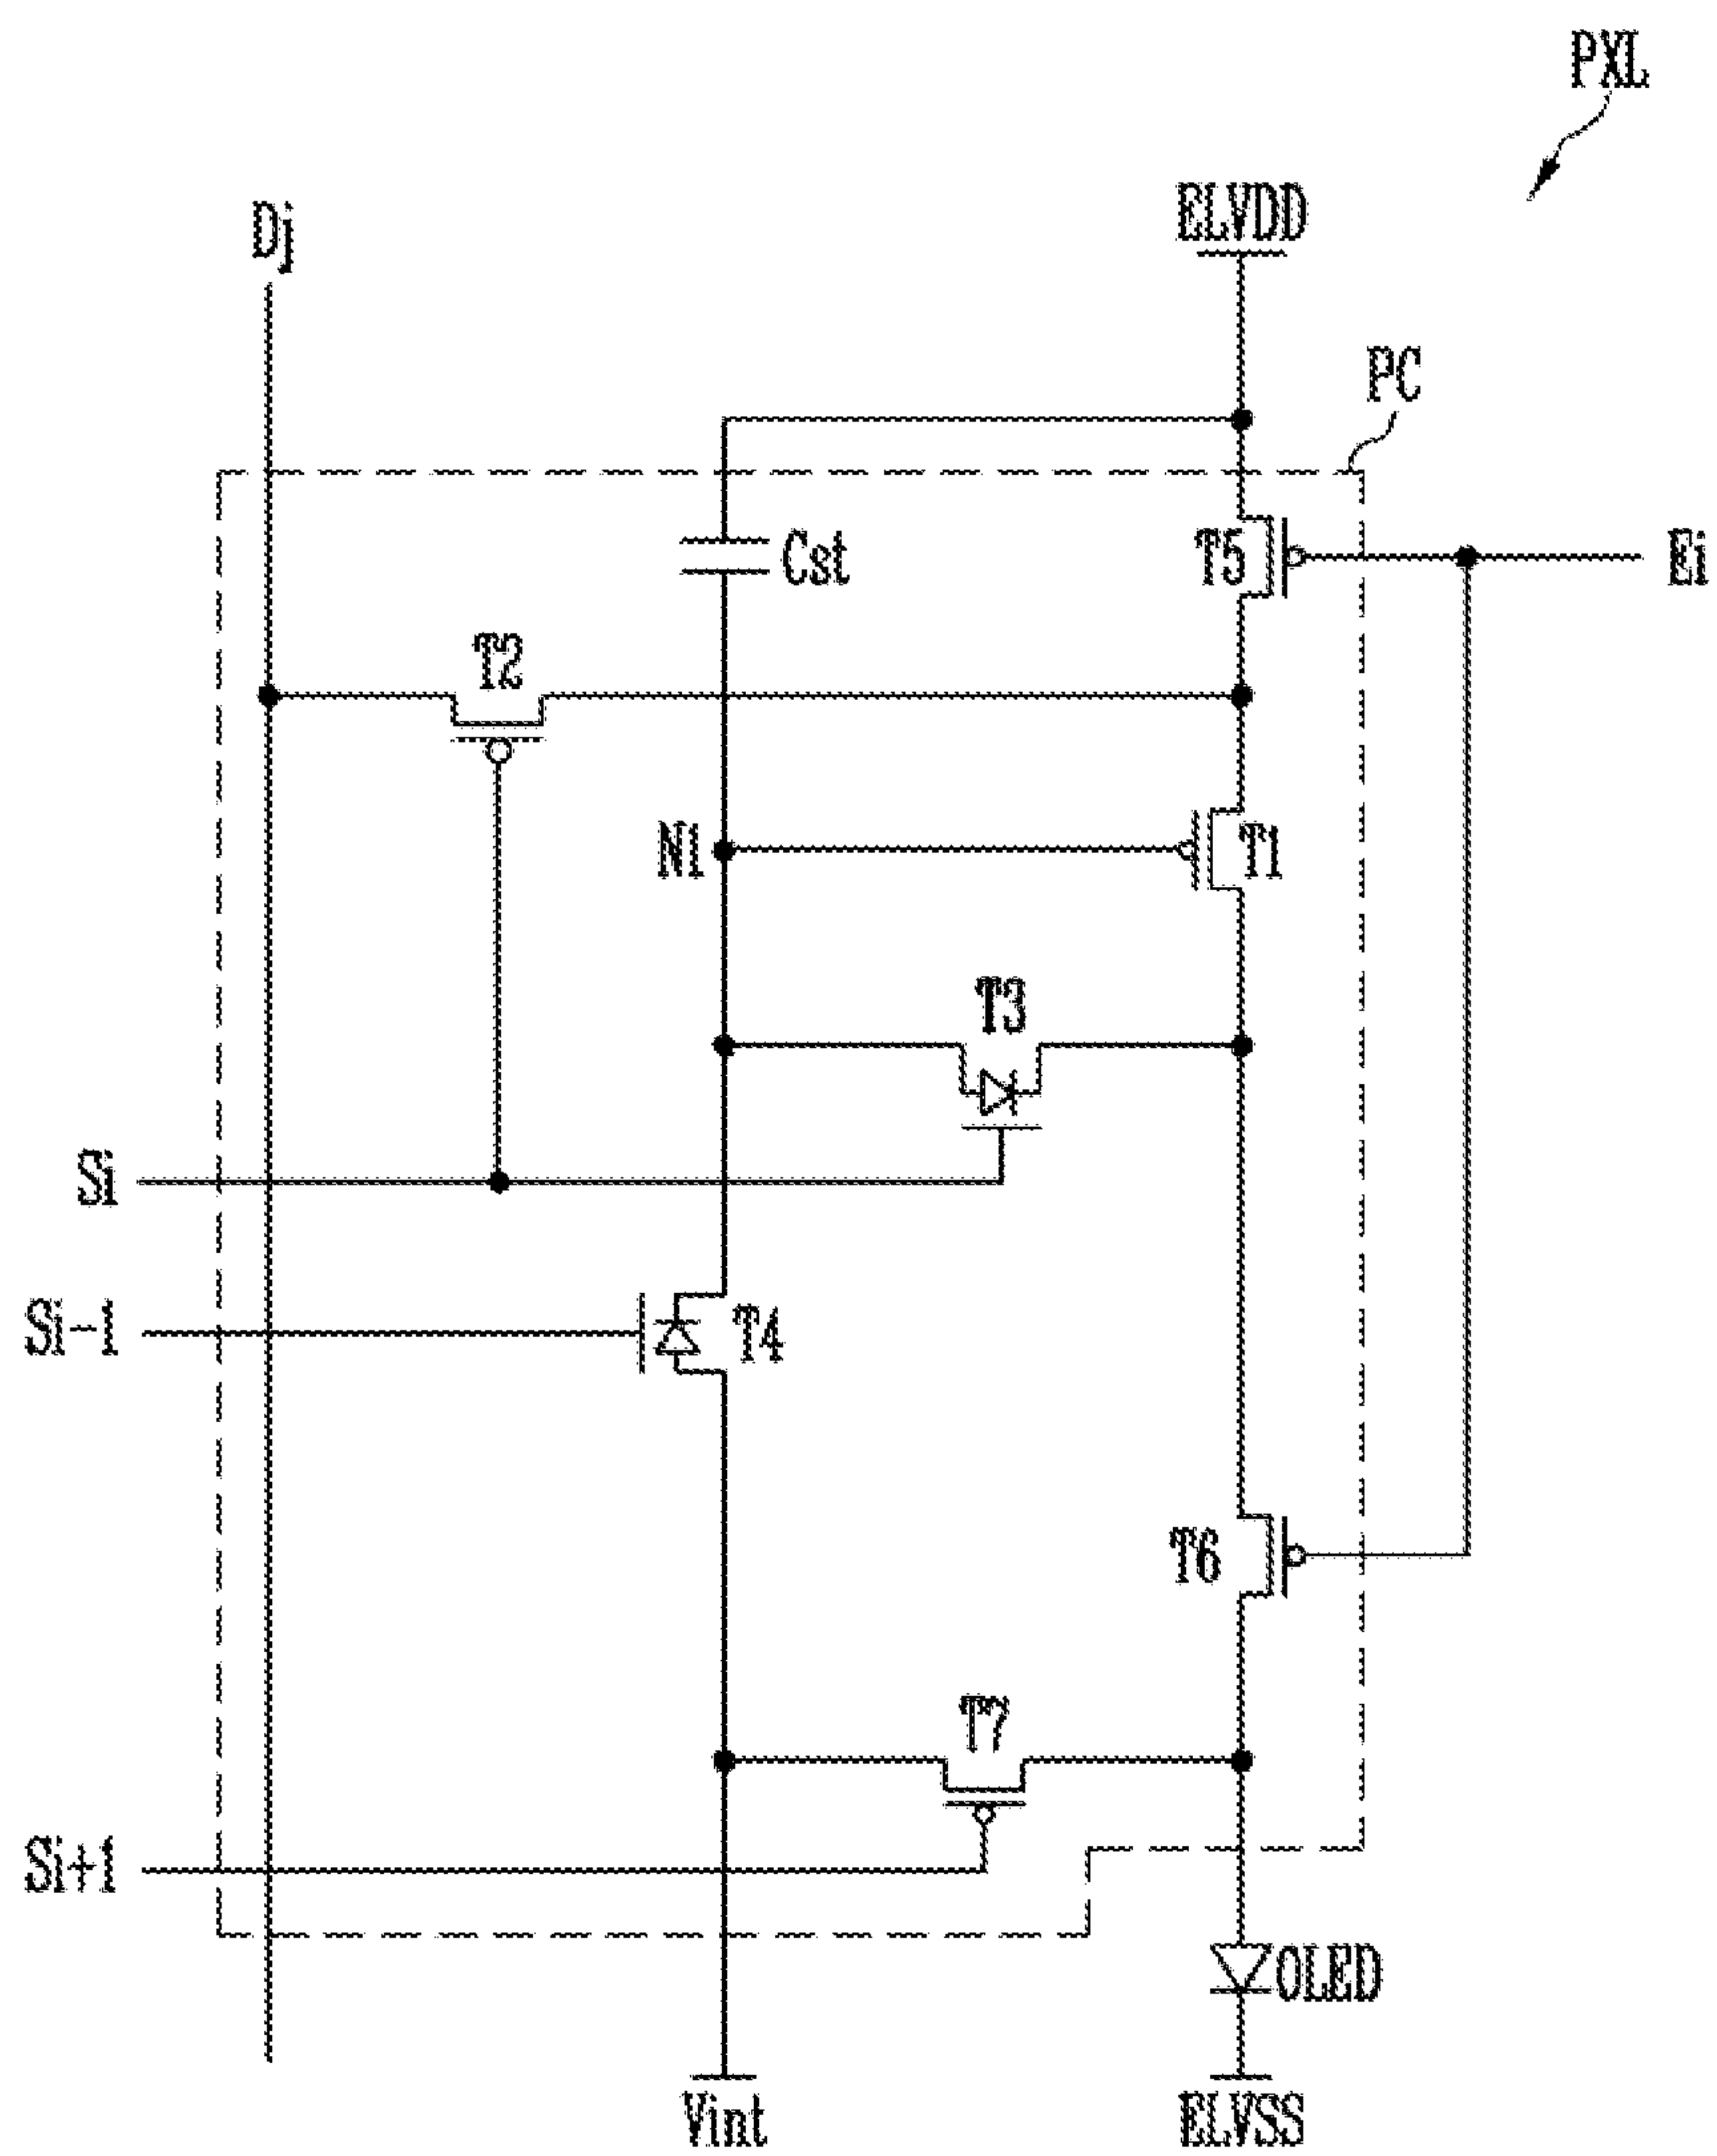 PXL
Dj
ELVDD
PC
Cst
T5
Ei
T2
N1
T1
T3
Si
Si-1
T4
T6
T7
Si+1
OLED
Vint
ELVSS